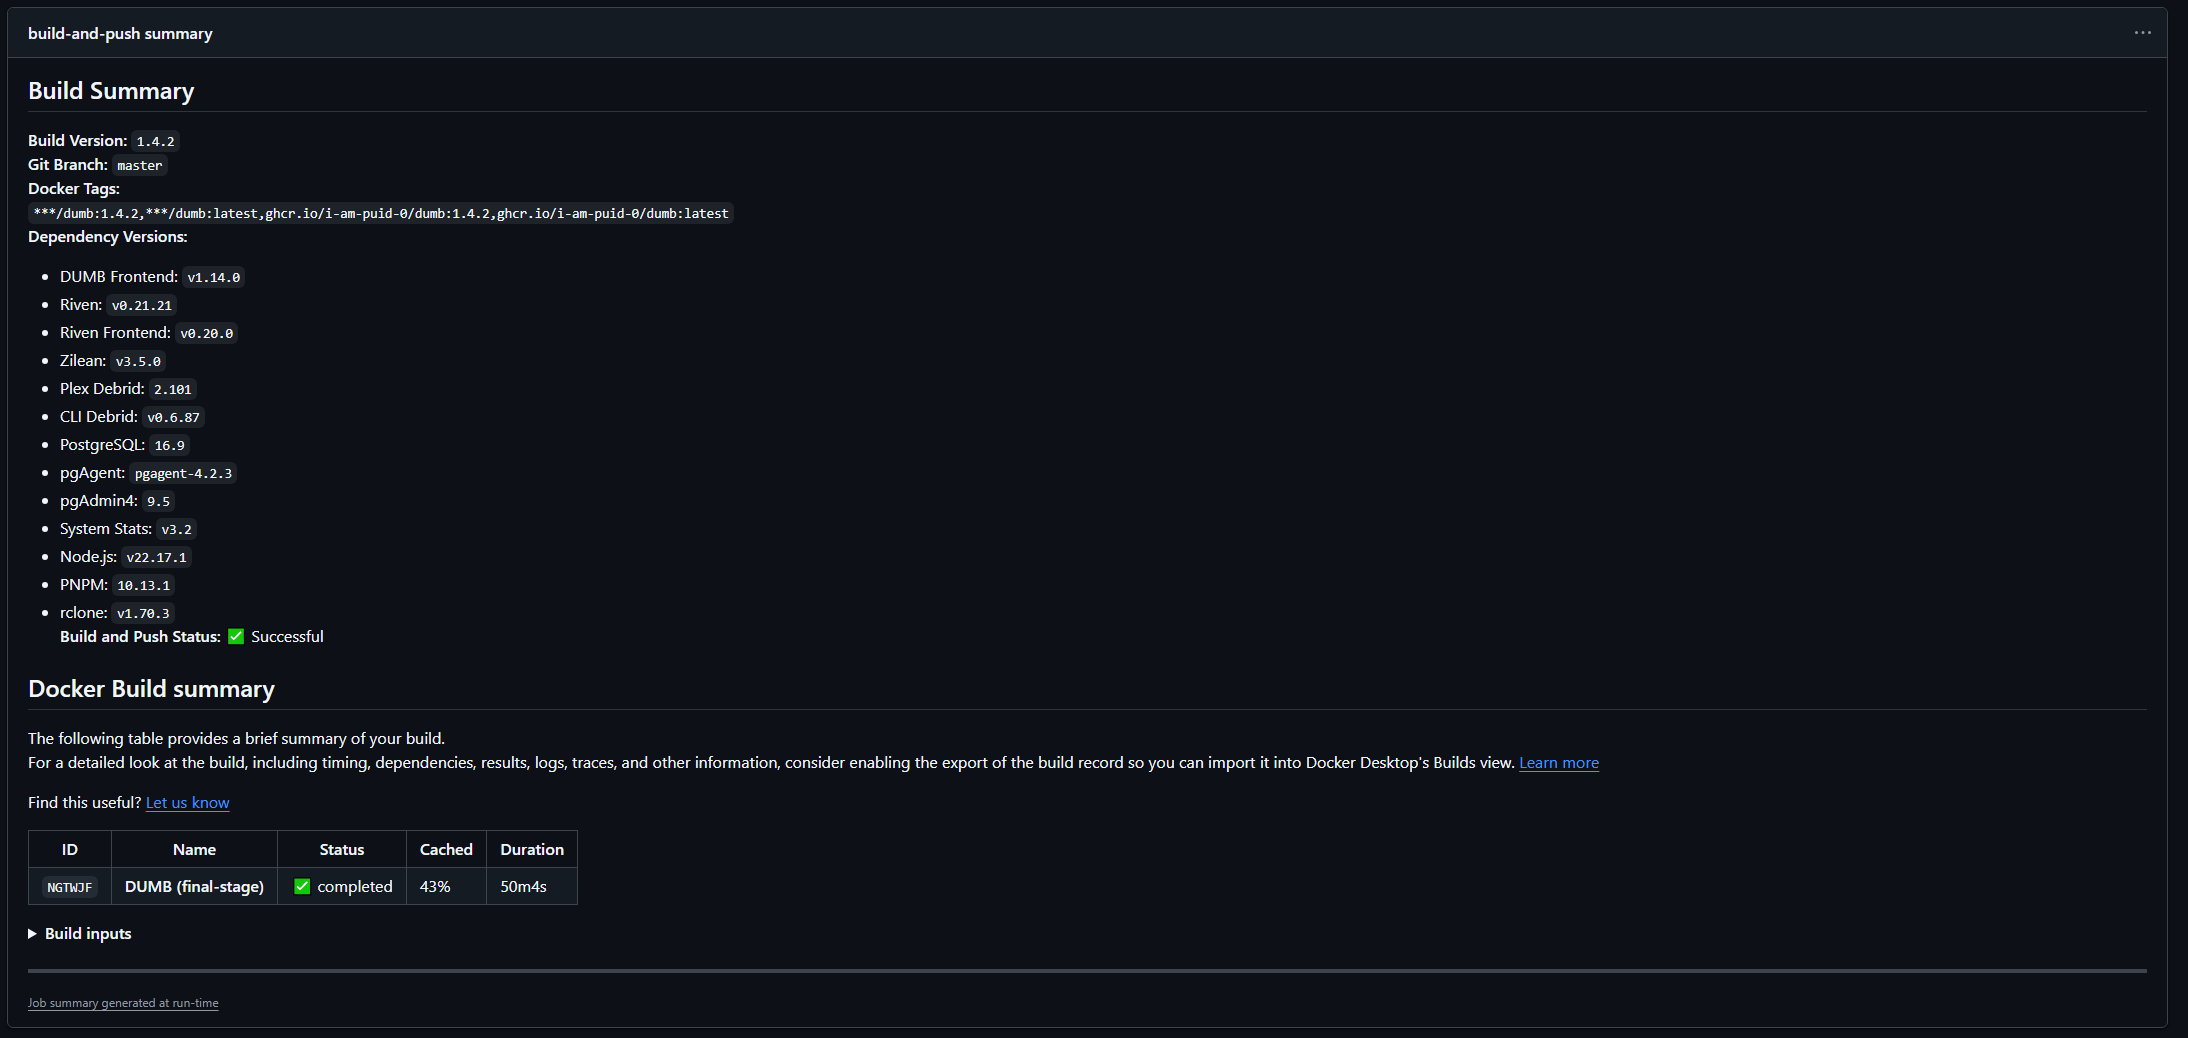 build-and-push summary
Build Summary
Build Version: 1.4.2
Git Branch: master
Docker Tags:
***/dumb:1.4.2,***/dumb:latest,ghcr.io/i-am-puid-0/dumb:1.4.2,ghcr.io/i-am-puid-0/dumb:latest
Dependency Versions:
DUMB Frontend: v1.14.0
Riven: v0.21.21
Riven Frontend: v0.20.0
Zilean: v3.5.0
Plex Debrid: 2.101
CLI Debrid: v0.6.87
PostgreSQL: 16.9
pgAgent: pgagent-4.2.3
pgAdmin4: 9.5
System Stats: v3.2
Node.js: v22.17.1
PNPM: 10.13.1
rclone: v1.70.3
Build and Push Status: ✅ Successful
Docker Build summary
The following table provides a brief summary of your build.
For a detailed look at the build, including timing, dependencies, results, logs, traces, and other information, consider enabling the export of the build record so you can import it into Docker Desktop's Builds view. Learn more
Find this useful? Let us know
ID Name Status Cached Duration
NGTWJF DUMB (final-stage) ✅ completed 43% 50m4s
Build inputs
Job summary generated at run-time